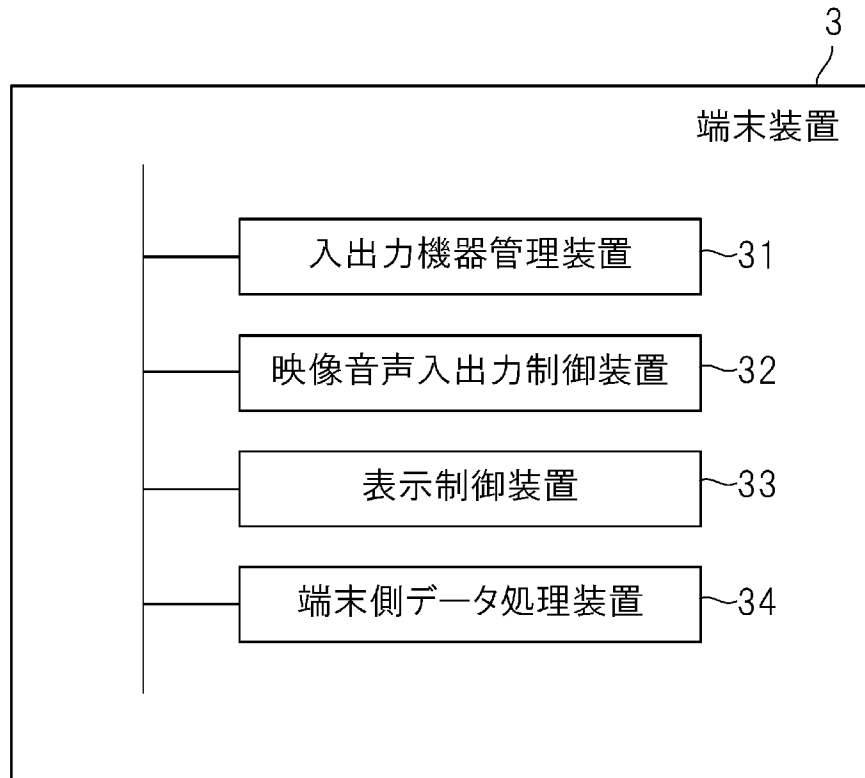 3
端末装置
入出力機器管理装置 31
映像音声入出力制御装置 32
表示制御装置 33
端末側データ処理装置 34